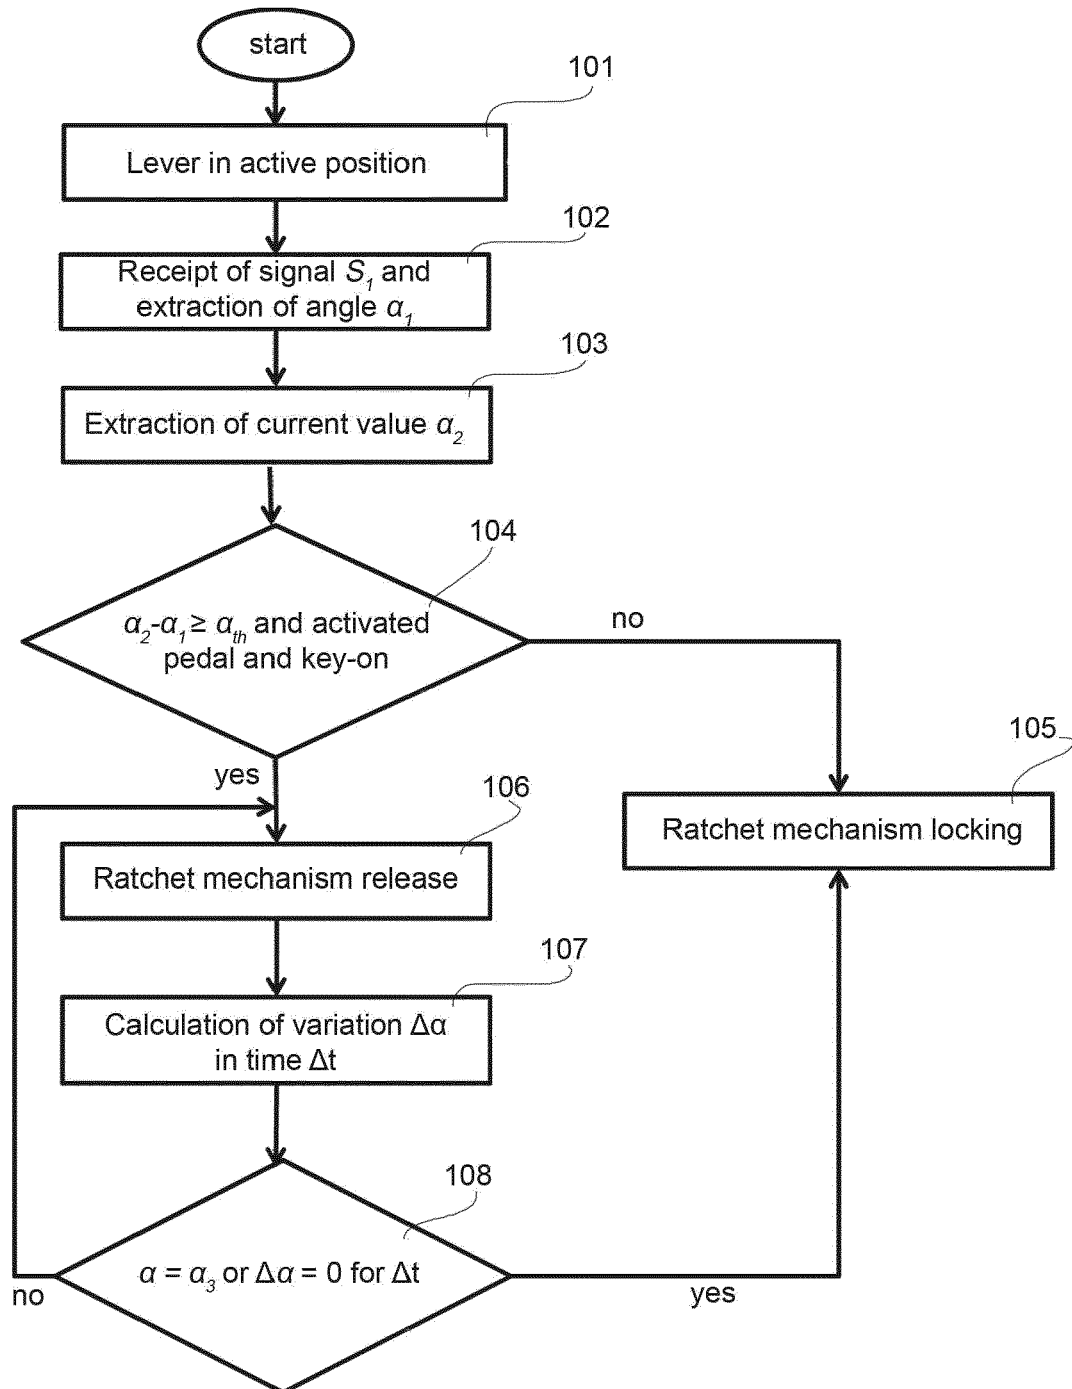 start
101
Lever in active position
102
Receipt of signal S₁ and
extraction of angle α₁
103
Extraction of current value α₂
104
α₂-α₁ ≥ αₜₕ and activated
pedal and key-on
no
yes
105
Ratchet mechanism locking
106
Ratchet mechanism release
107
Calculation of variation Δα
in time Δt
108
α = α₃ or Δα = 0 for Δt
no
yes